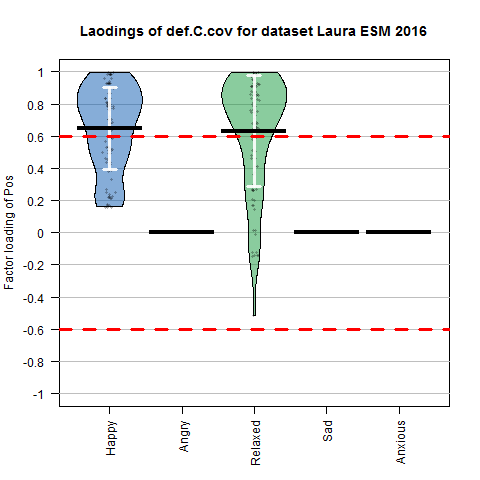 Laodings of def.C.cov for dataset Laura ESM 2016
Factor loading of Pos
1
0.8
0.6
0.4
0.2
0
-0.2
-0.4
-0.6
-0.8
-1
Happy
Angry
Relaxed
Sad
Anxious